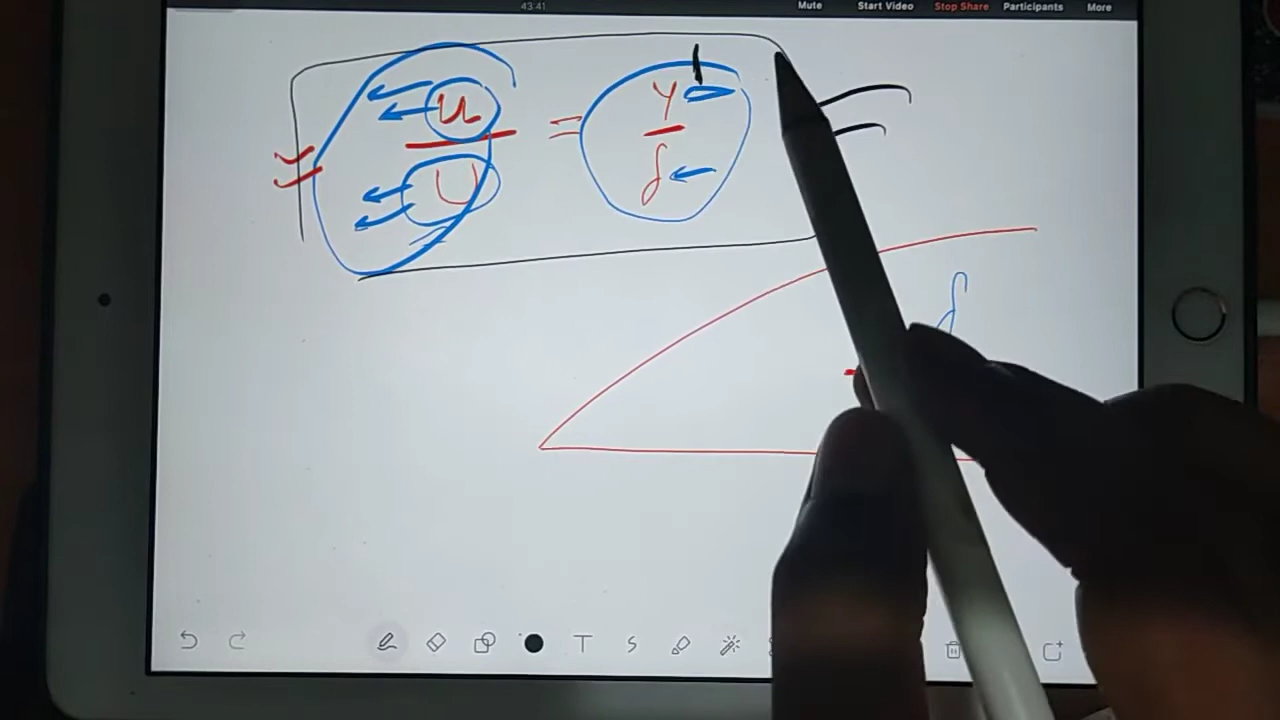 43:41 Mute Start Video Stop Share Participants More
u/U = y/δ
δ
T